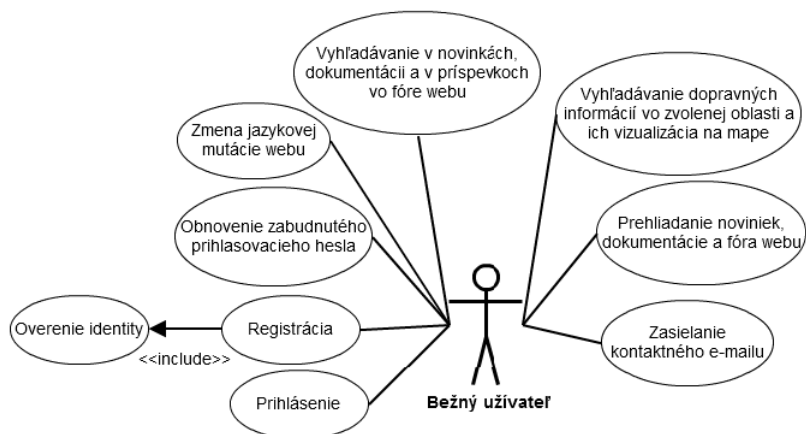 Vyhľadávanie v novinkách,
dokumentácii a v príspevkoch
vo fóre webu
Vyhľadávanie dopravných
informácií vo zvolenej oblasti a
ich vizualizácia na mape
Zmena jazykovej
mutácie webu
Obnovenie zabudnutého
prihlasovacieho hesla
Prehliadanie noviniek,
dokumentácie a fóra webu
Overenie identity
Registrácia
<<include>>
Zasielanie
kontaktného e-mailu
Prihlásenie
Bežný užívateľ